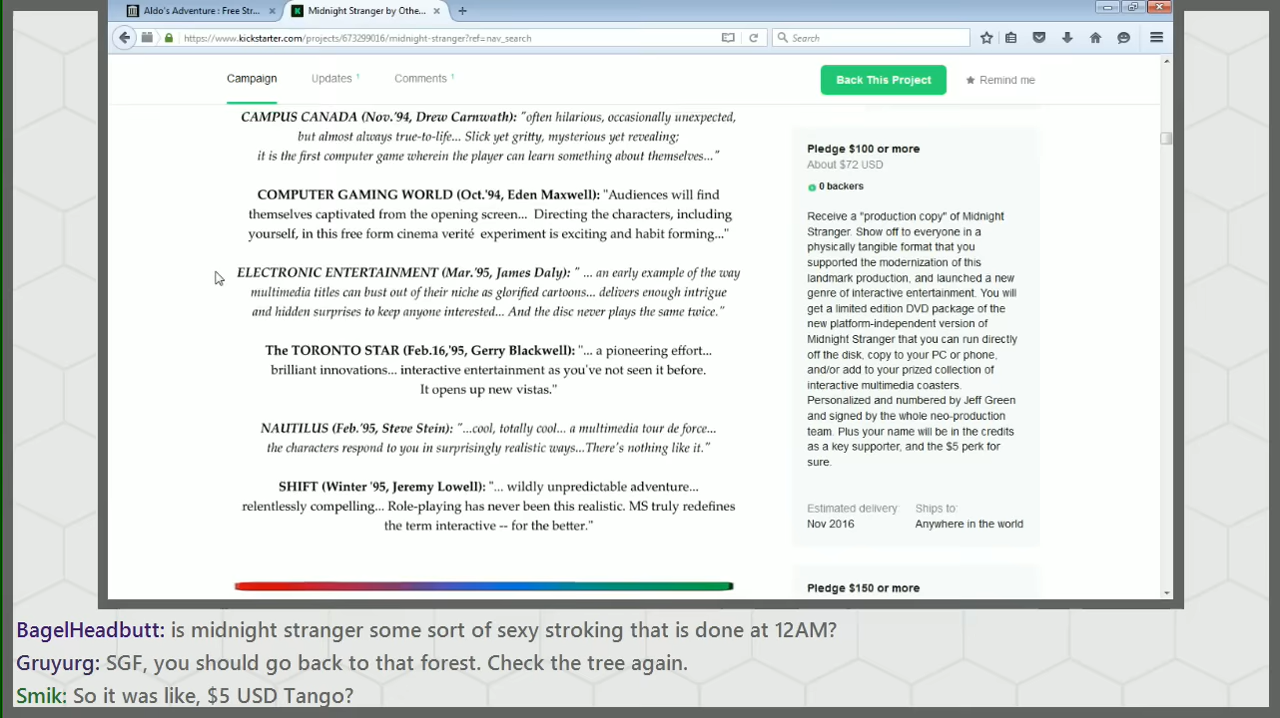 Aldo's Adventure : Free Str...
Midnight Stranger by Othe...
https://www.kickstarter.com/projects/673299016/midnight-stranger?ref=nav_search
Search
Campaign
Updates 1
Comments 1
Back This Project
Remind me
CAMPUS CANADA (Nov.'94, Drew Carnwath): "often hilarious, occasionally unexpected,
but almost always true-to-life... Slick yet gritty, mysterious yet revealing;
it is the first computer game wherein the player can learn something about themselves..."
COMPUTER GAMING WORLD (Oct.'94, Eden Maxwell): "Audiences will find
themselves captivated from the opening screen... Directing the characters, including
yourself, in this free form cinema verité experiment is exciting and habit forming..."
ELECTRONIC ENTERTAINMENT (Mar.'95, James Daly): " ... an early example of the way
multimedia titles can bust out of their niche as glorified cartoons... delivers enough intrigue
and hidden surprises to keep anyone interested... And the disc never plays the same twice."
The TORONTO STAR (Feb.16,'95, Gerry Blackwell): "... a pioneering effort...
brilliant innovations... interactive entertainment as you've not seen it before.
It opens up new vistas."
NAUTILUS (Feb.'95, Steve Stein): "...cool, totally cool... a multimedia tour de force...
the characters respond to you in surprisingly realistic ways...There's nothing like it."
SHIFT (Winter '95, Jeremy Lowell): "... wildly unpredictable adventure...
relentlessly compelling... Role-playing has never been this realistic. MS truly redefines
the term interactive -- for the better."
Pledge $100 or more
About $72 USD
0 backers
Receive a "production copy" of Midnight
Stranger. Show off to everyone in a
physically tangible format that you
supported the modernization of this
landmark production, and launched a new
genre of interactive entertainment. You will
get a limited edition DVD package of the
new platform-independent version of
Midnight Stranger that you can run directly
off the disk, copy to your PC or phone,
and/or add to your prized collection of
interactive multimedia coasters.
Personalized and numbered by Jeff Green
and signed by the whole neo-production
team. Plus your name will be in the credits
as a key supporter, and the $5 perk for
sure.
Estimated delivery: Ships to:
Nov 2016 Anywhere in the world
Pledge $150 or more
BagelHeadbutt: is midnight stranger some sort of sexy stroking that is done at 12AM?
Gruyurg: SGF, you should go back to that forest. Check the tree again.
Smik: So it was like, $5 USD Tango?